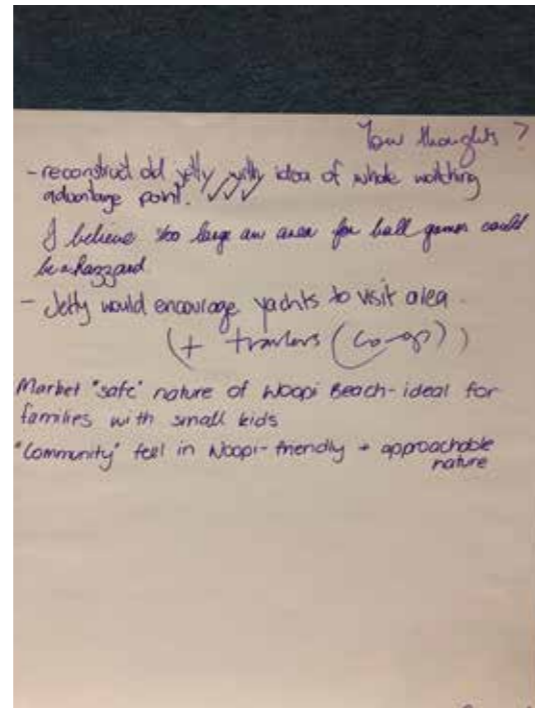 Your thoughts ?
- reconstruct old jetty with idea of whale watching
advantage point. ✓✓✓
I believe too large an area for ball games could
be a hazzard
- Jetty would encourage yachts to visit area.
(+ trawlers (co-op))
Market "safe" nature of Woopi Beach - ideal for
families with small kids
"Community" feel in Woopi - friendly + approachable
nature